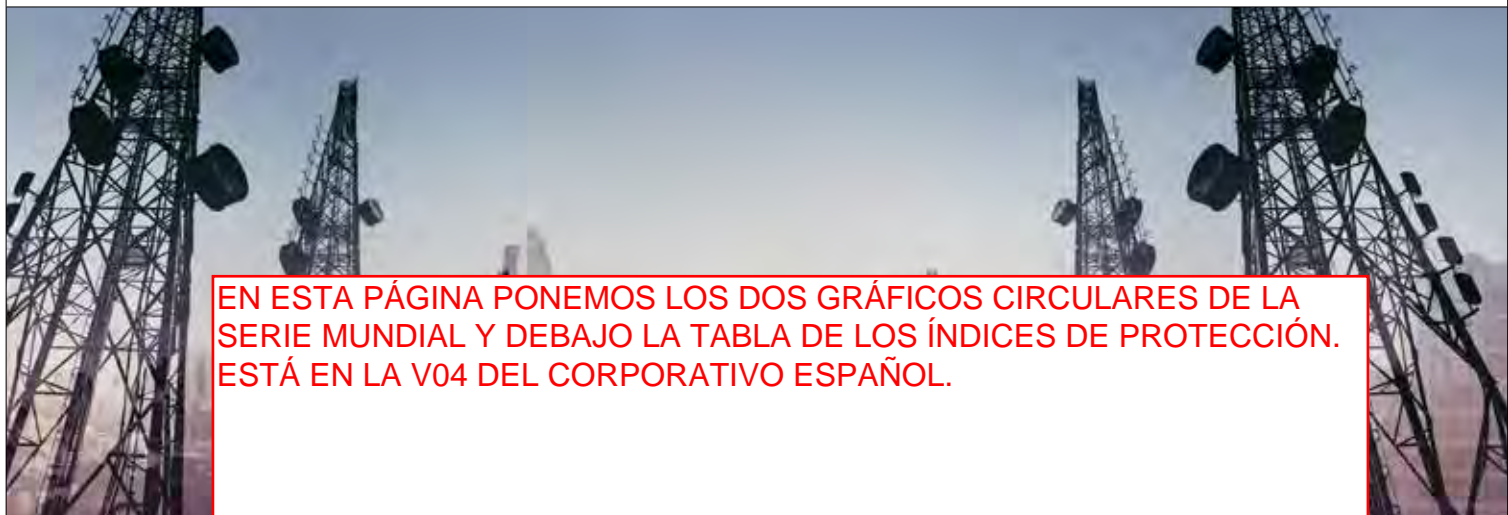 EN ESTA PÁGINA PONEMOS LOS DOS GRÁFICOS CIRCULARES DE LA
SERIE MUNDIAL Y DEBAJO LA TABLA DE LOS ÍNDICES DE PROTECCIÓN.
ESTÁ EN LA V04 DEL CORPORATIVO ESPAÑOL.